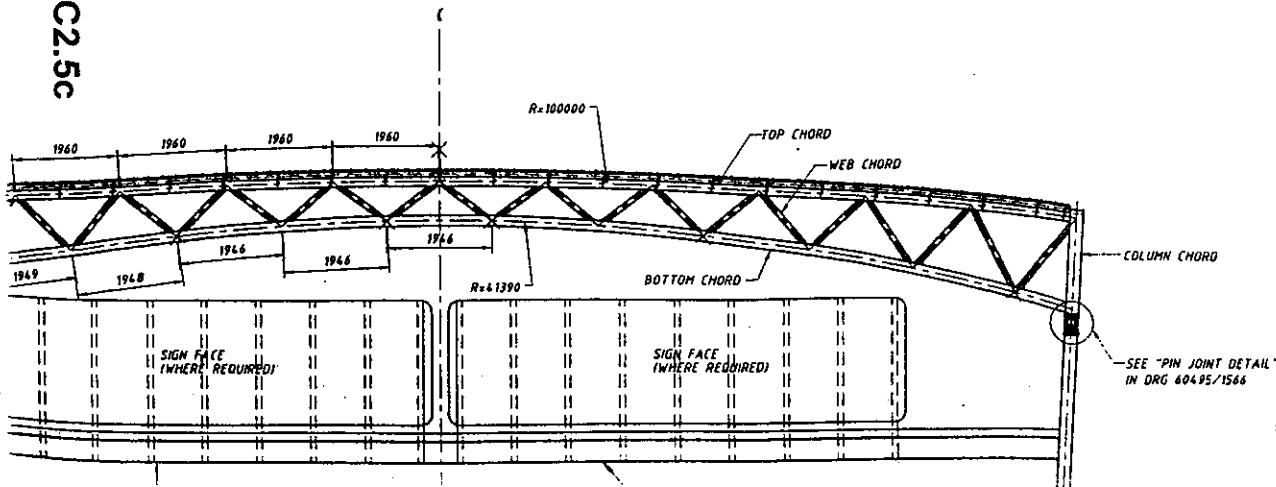 C2.5c
R=100000
TOP CHORD
WEB CHORD
1960
1960
1960
1960
1949
1948
1946
1946
1946
R=41390
BOTTOM CHORD
COLUMN CHORD
SIGN FACE
(WHERE REQUIRED)
SIGN FACE
(WHERE REQUIRED)
SEE "PIN JOINT DETAIL"
IN DRG 60495/1566